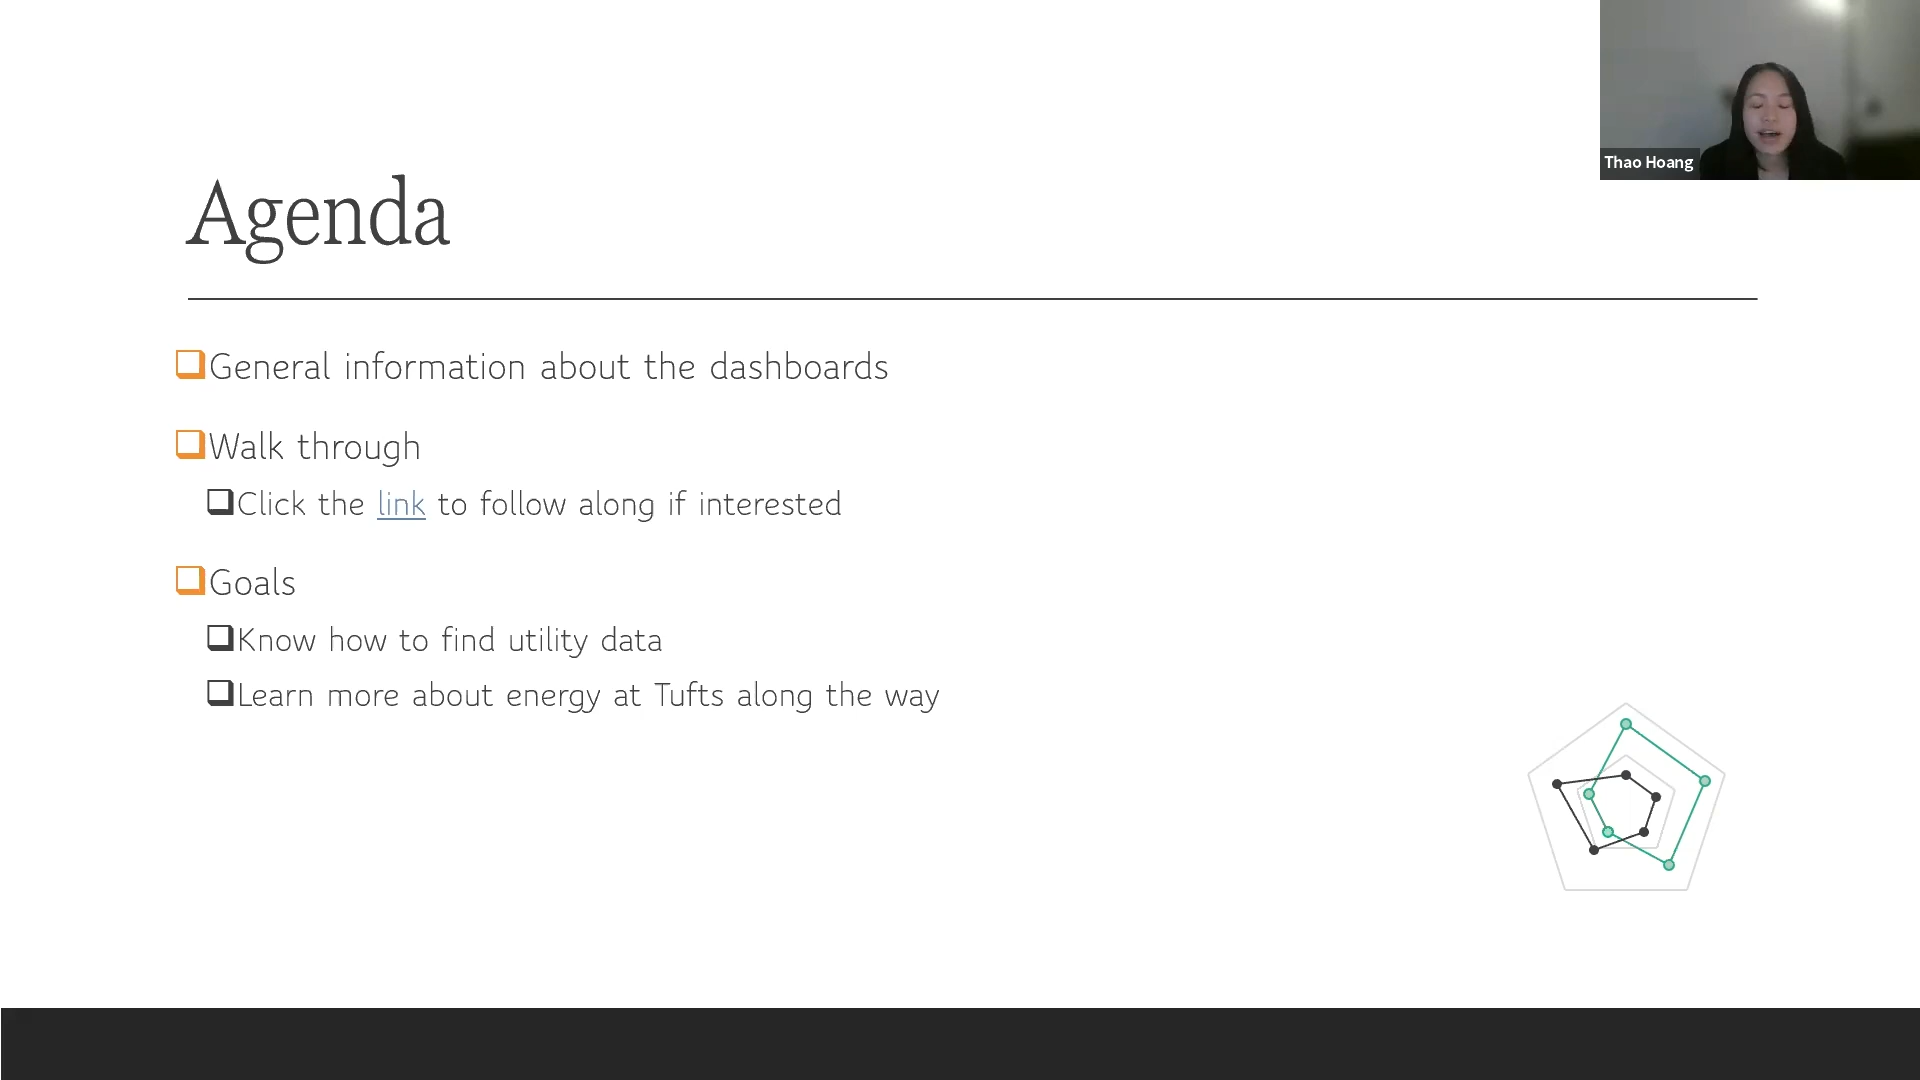 Thao Hoang
Agenda
General information about the dashboards
Walk through
Click the link to follow along if interested
Goals
Know how to find utility data
Learn more about energy at Tufts along the way